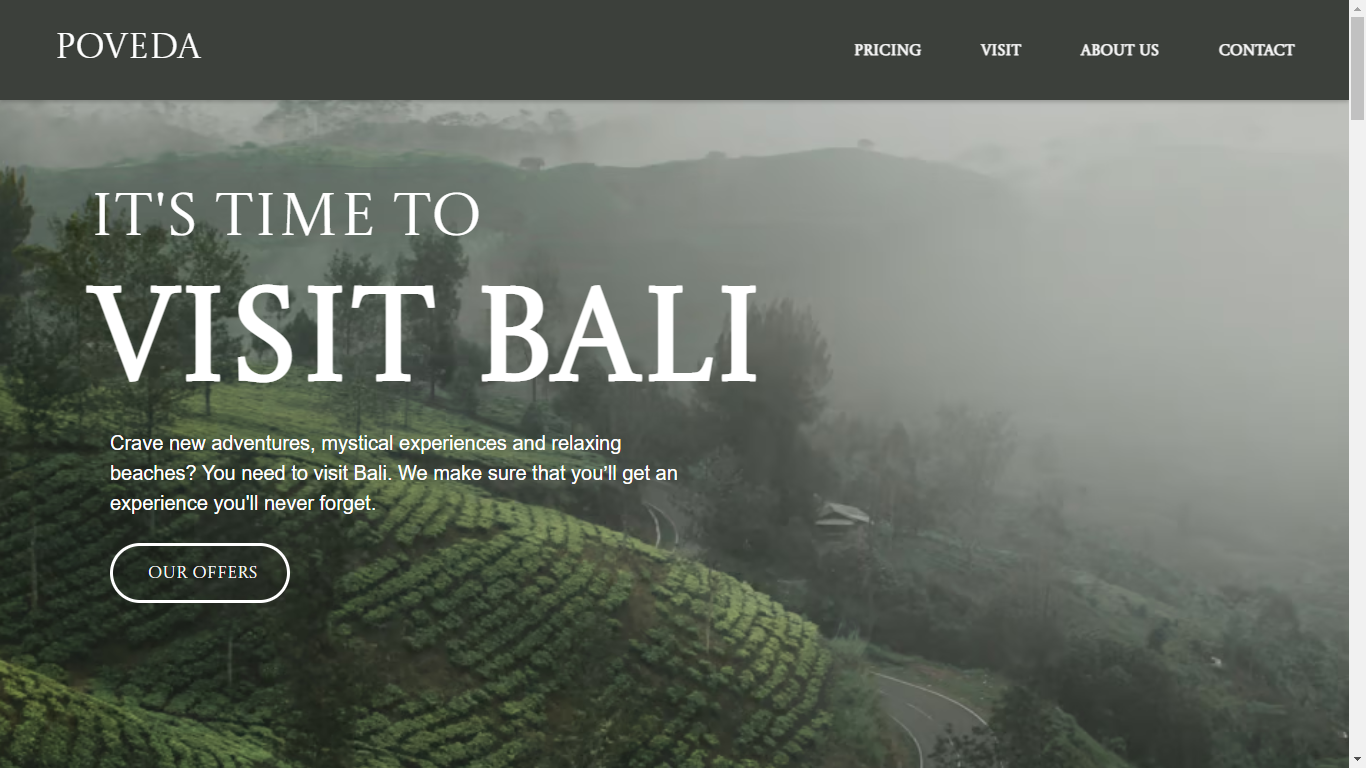 POVEDA
PRICING VISIT ABOUT US CONTACT
IT'S TIME TO
VISIT BALI
Crave new adventures, mystical experiences and relaxing
beaches? You need to visit Bali. We make sure that you’ll get an
experience you'll never forget.
OUR OFFERS